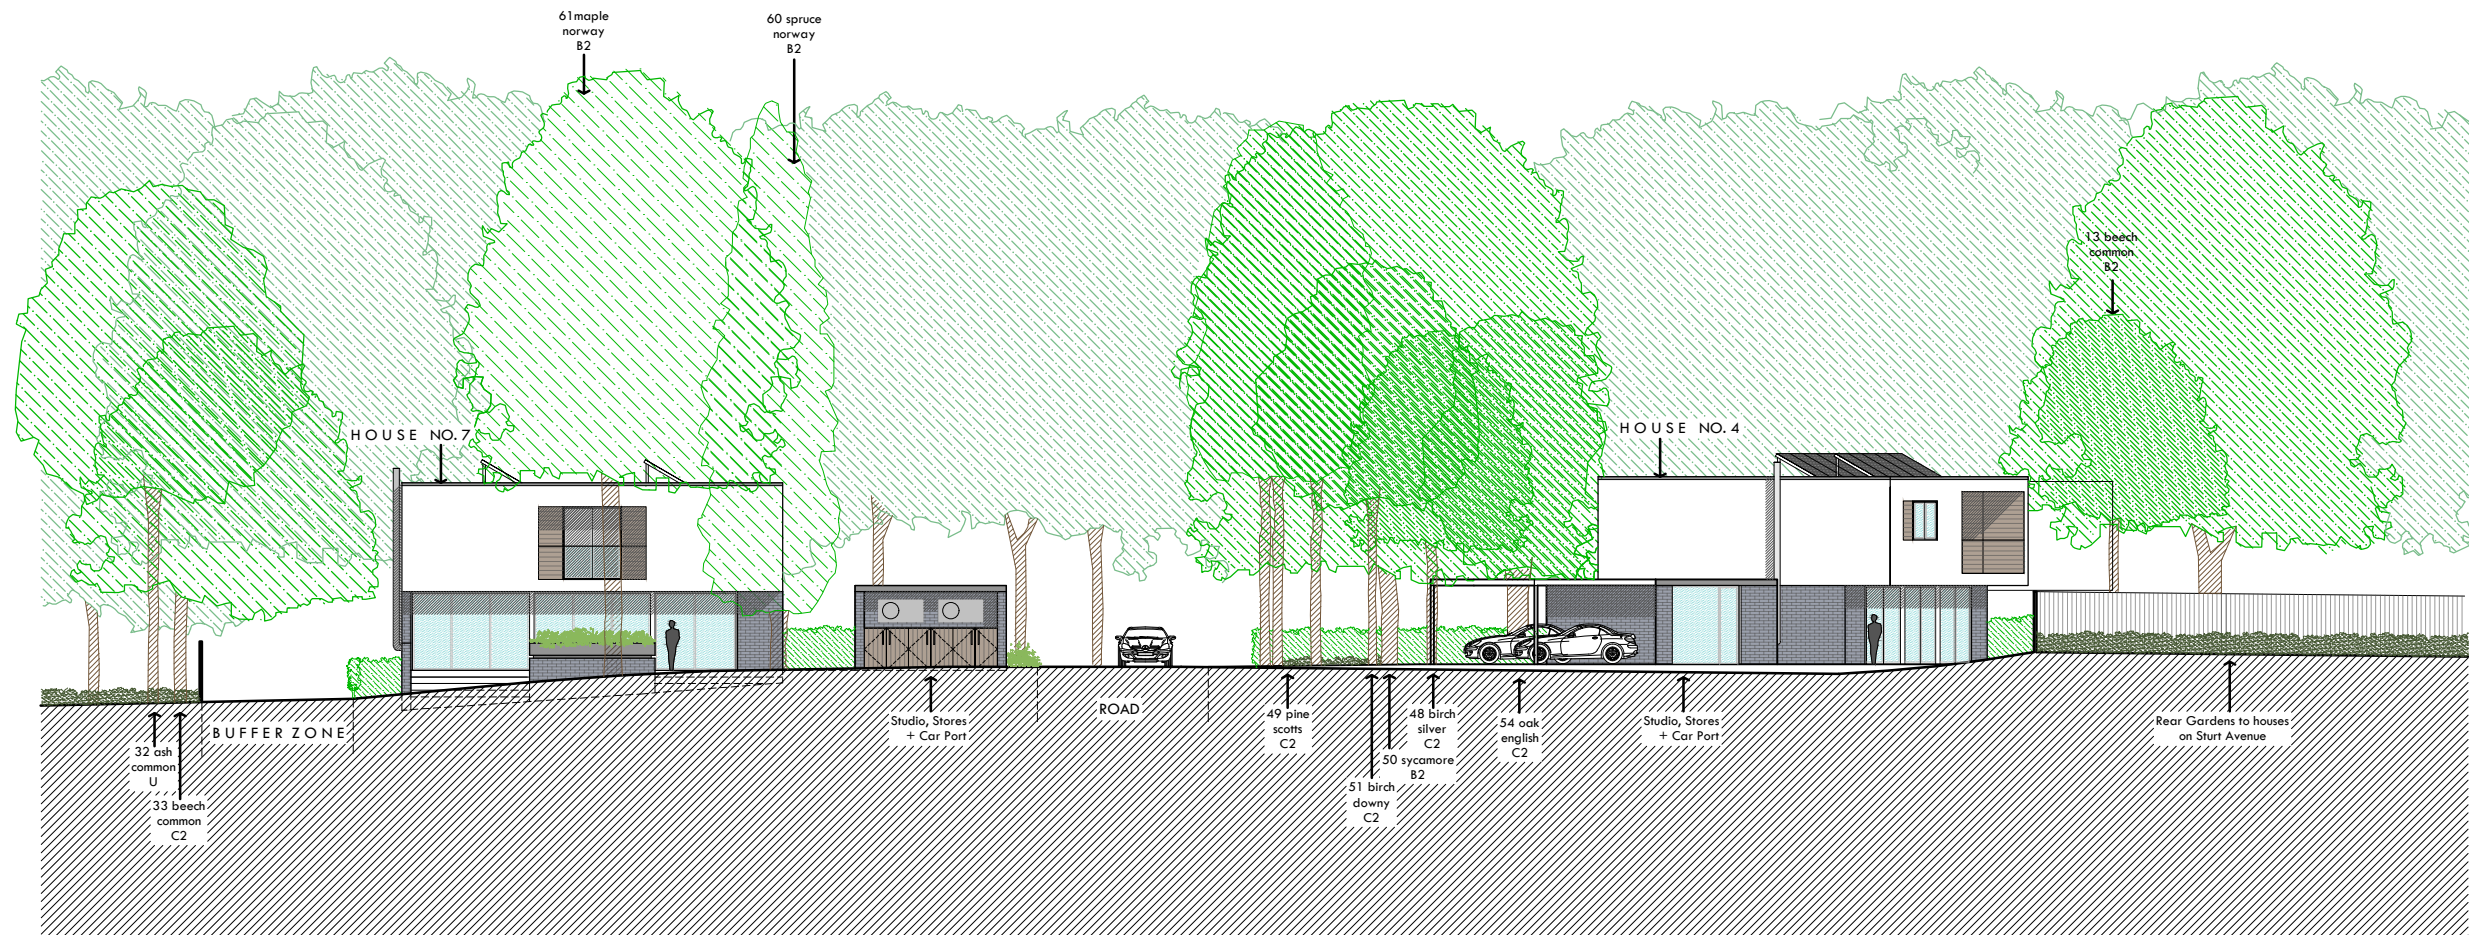 61maple
norway
B2
60 spruce
norway
B2
13 beech
common
B2
HOUSE NO. 7
HOUSE NO. 4
BUFFER ZONE
32 ash
common
U
33 beech
common
C2
Studio, Stores
+ Car Port
ROAD
49 pine
scotts
C2
51 birch
downy
C2
50 sycamore
B2
48 birch
silver
C2
54 oak
english
C2
Studio, Stores
+ Car Port
Rear Gardens to houses
on Sturt Avenue